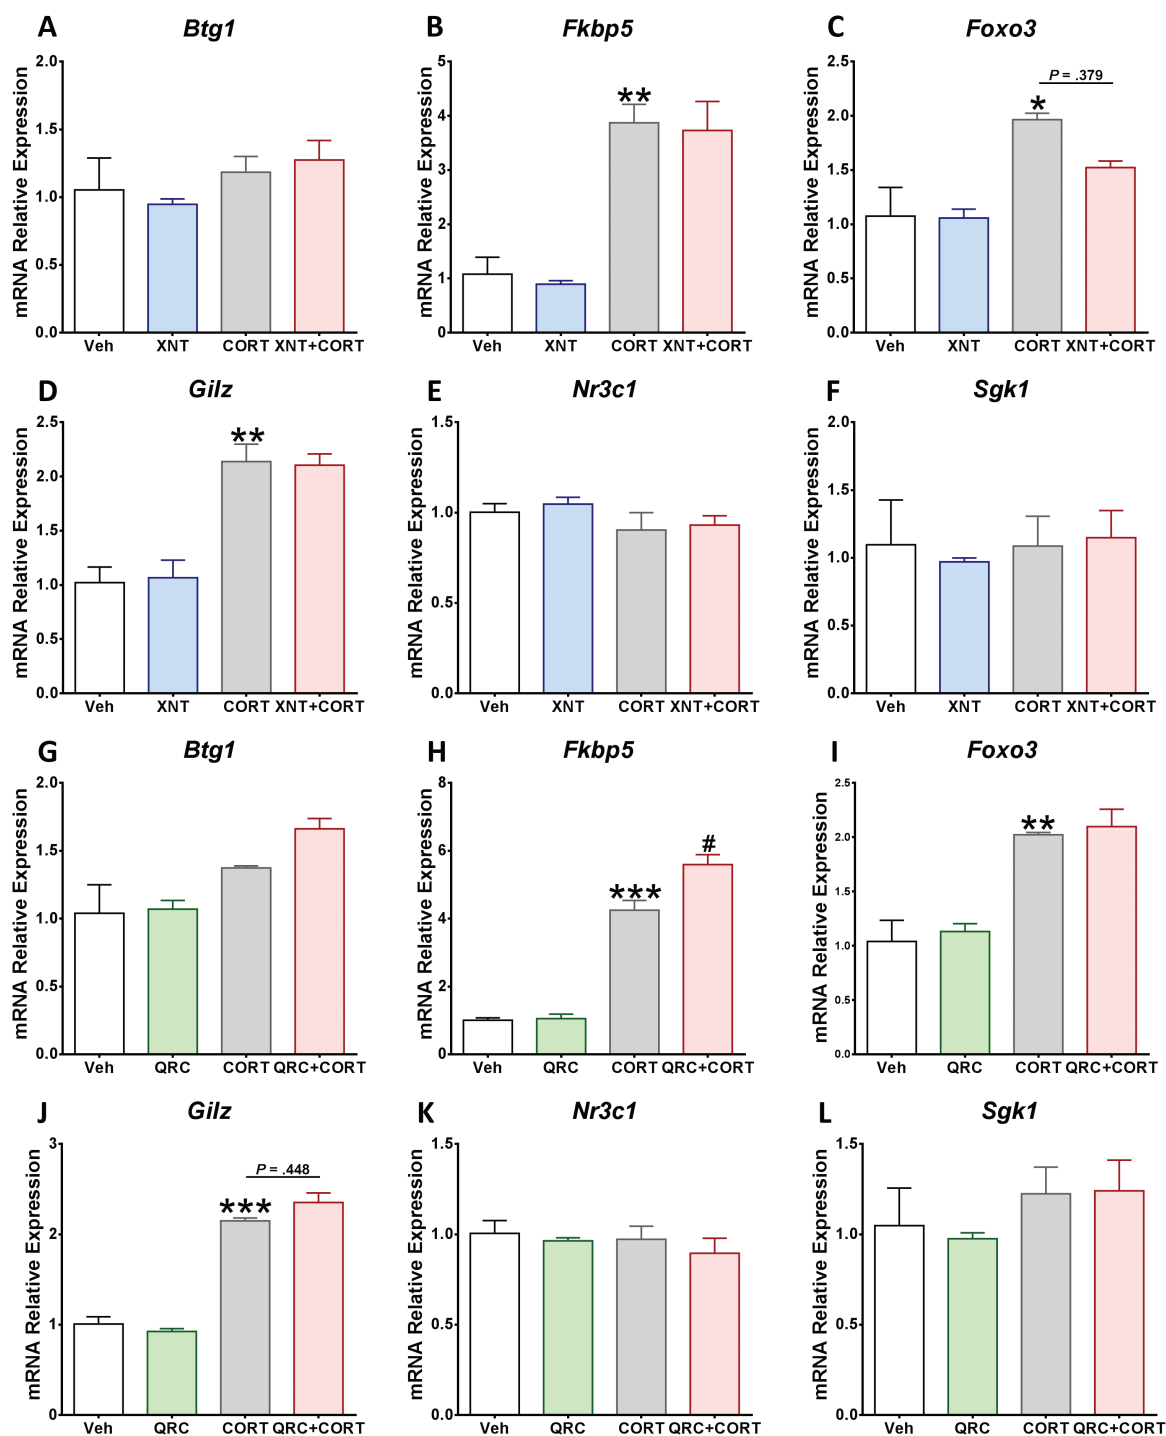 A Btg1
mRNA Relative Expression
2.0
1.5
1.0
0.5
0.0
Veh XNT CORT XNT+CORT
B Fkbp5
mRNA Relative Expression
5
4
3
2
1
0
**
Veh XNT CORT XNT+CORT
C Foxo3
mRNA Relative Expression
2.5
2.0
1.5
1.0
0.5
0.0
P = .379
*
Veh XNT CORT XNT+CORT
D Gilz
mRNA Relative Expression
2.5
2.0
1.5
1.0
0.5
0.0
**
Veh XNT CORT XNT+CORT
E Nr3c1
mRNA Relative Expression
1.5
1.0
0.5
0.0
Veh XNT CORT XNT+CORT
F Sgk1
mRNA Relative Expression
2.0
1.5
1.0
0.5
0.0
Veh XNT CORT XNT+CORT
G Btg1
mRNA Relative Expression
2.0
1.5
1.0
0.5
0.0
Veh QRC CORT QRC+CORT
H Fkbp5
mRNA Relative Expression
8
6
4
2
0
#
***
Veh QRC CORT QRC+CORT
I Foxo3
mRNA Relative Expression
2.5
2.0
1.5
1.0
0.5
0.0
**
Veh QRC CORT QRC+CORT
J Gilz
mRNA Relative Expression
3
2
1
0
P = .448
***
Veh QRC CORT QRC+CORT
K Nr3c1
mRNA Relative Expression
1.5
1.0
0.5
0.0
Veh QRC CORT QRC+CORT
L Sgk1
mRNA Relative Expression
1.5
1.0
0.5
0.0
Veh QRC CORT QRC+CORT